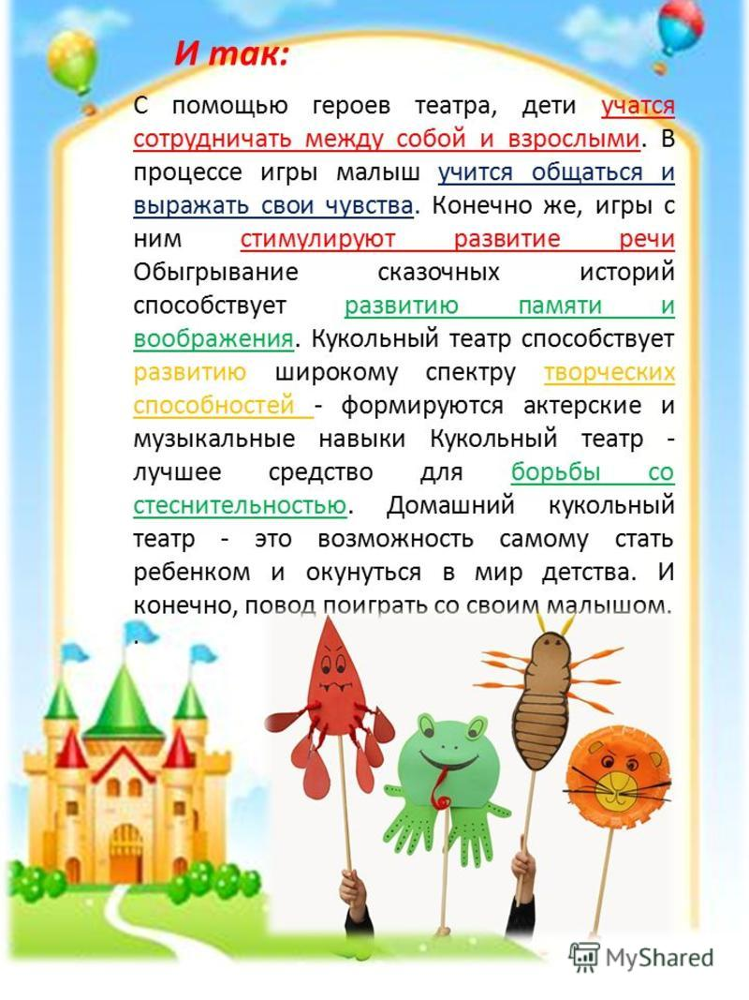 И так:
С помощью героев театра, дети учатся
сотрудничать между собой и взрослыми. В
процессе игры малыш учится общаться и
выражать свои чувства. Конечно же, игры с
ним стимулируют развитие речи
Обыгрывание сказочных историй
способствует развитию памяти и
воображения. Кукольный театр способствует
развитию широкому спектру творческих
способностей - формируются актерские и
музыкальные навыки Кукольный театр -
лучшее средство для борьбы со
стеснительностью. Домашний кукольный
театр - это возможность самому стать
ребенком и окунуться в мир детства. И
конечно, повод поиграть со своим малышом.
.
MyShared